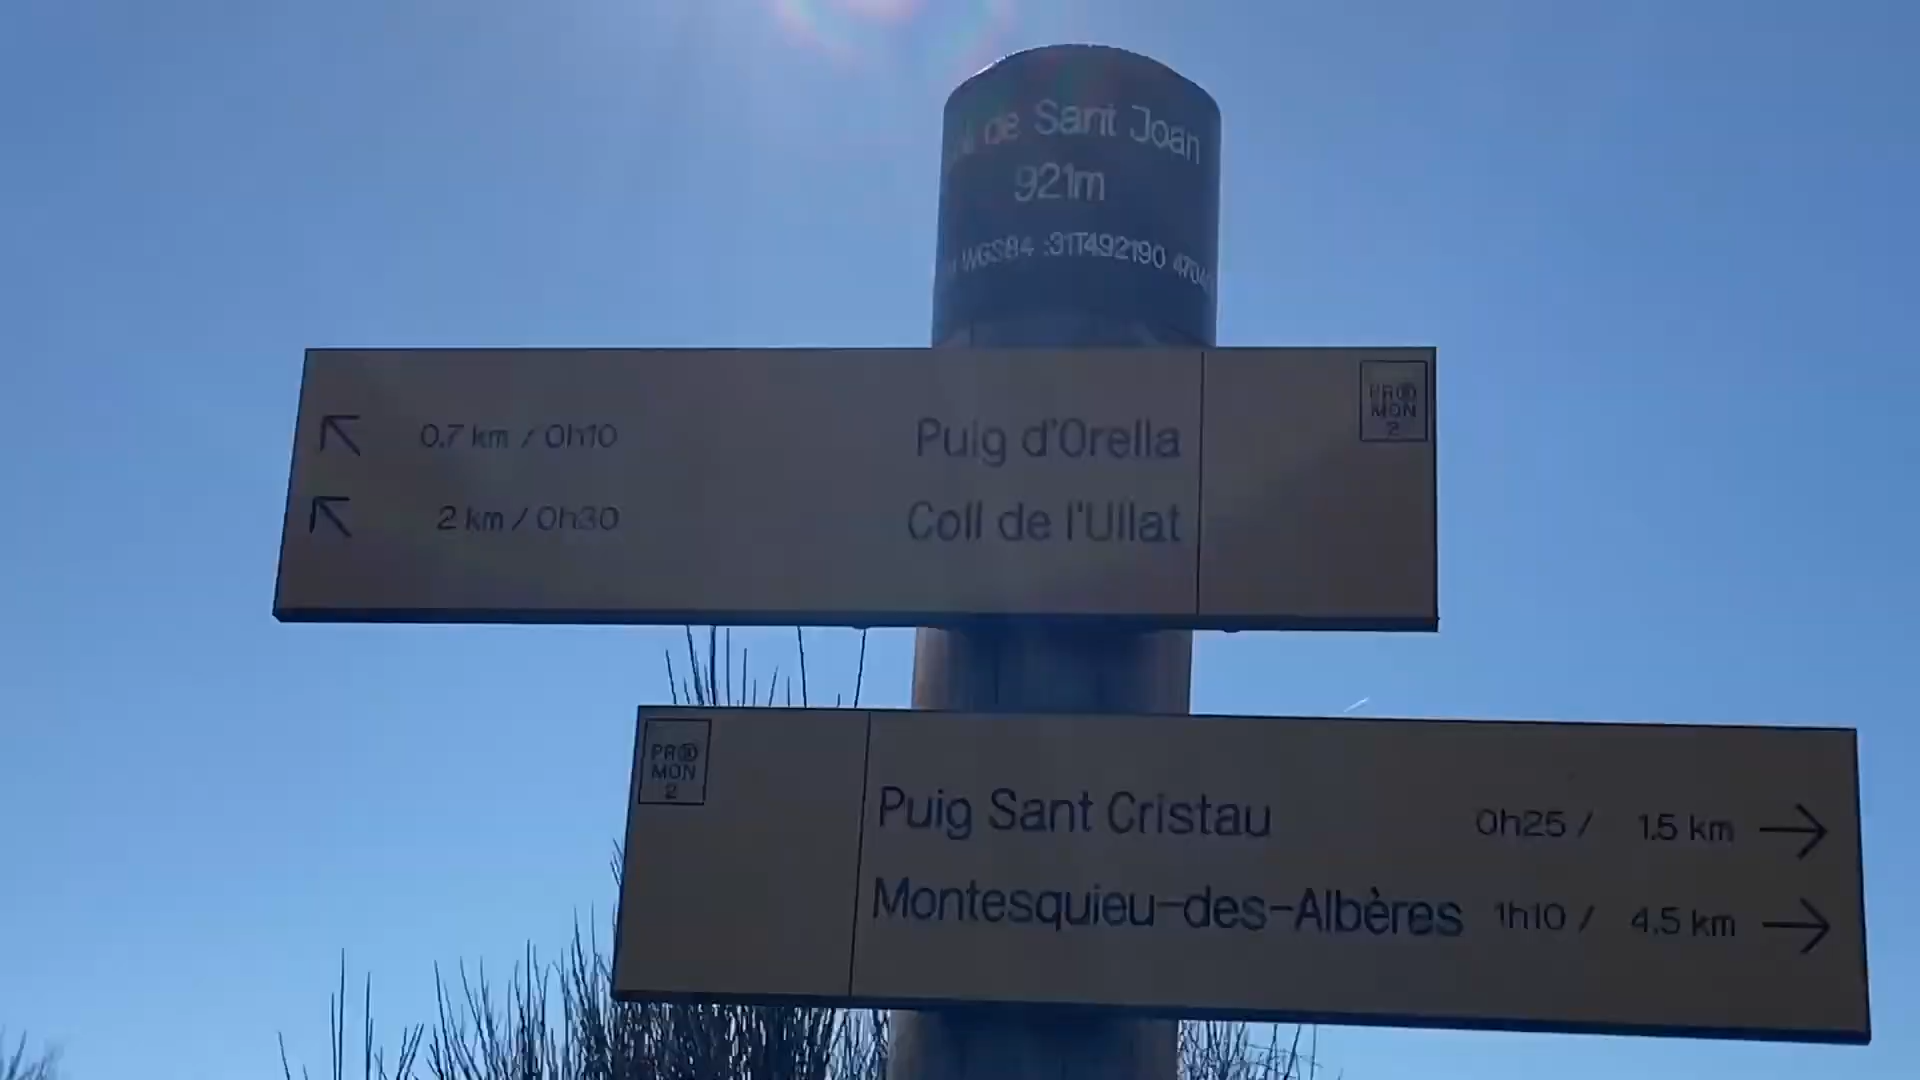 de Sant Joan
921m
WGS84 :31T492190
0.7 km / 0h10 Puig d'Orella
2 km / 0h30 Coll de l'Ullat
PR®
MON
2
PR®
MON
2
Puig Sant Cristau 0h25 / 1.5 km
Montesquieu-des-Albères 1h10 / 4.5 km